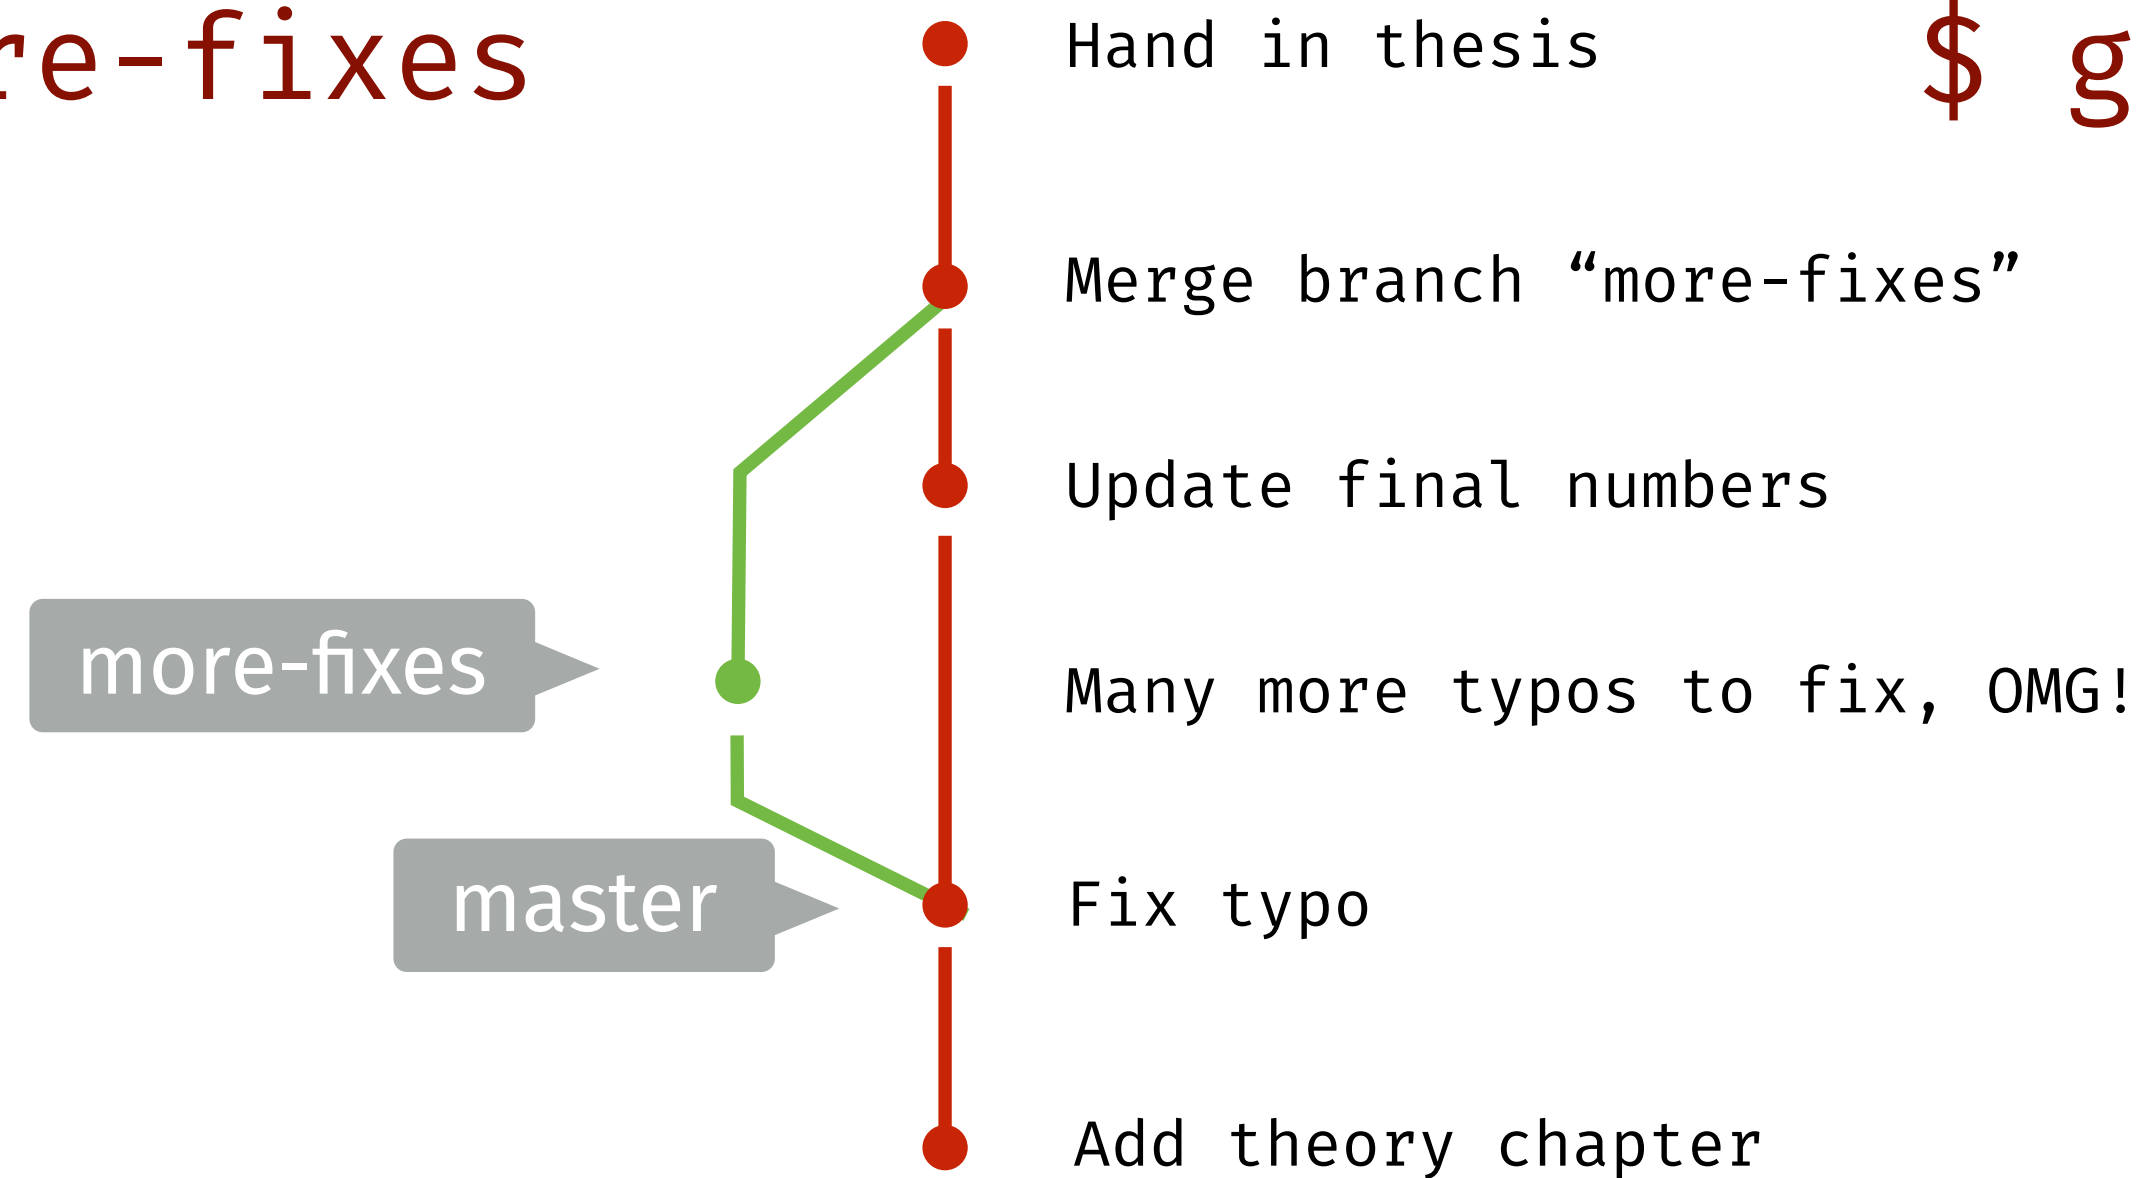 re-fixes
$ g
Hand in thesis
Merge branch “more-fixes”
Update final numbers
more-fixes
Many more typos to fix, OMG!
master
Fix typo
Add theory chapter